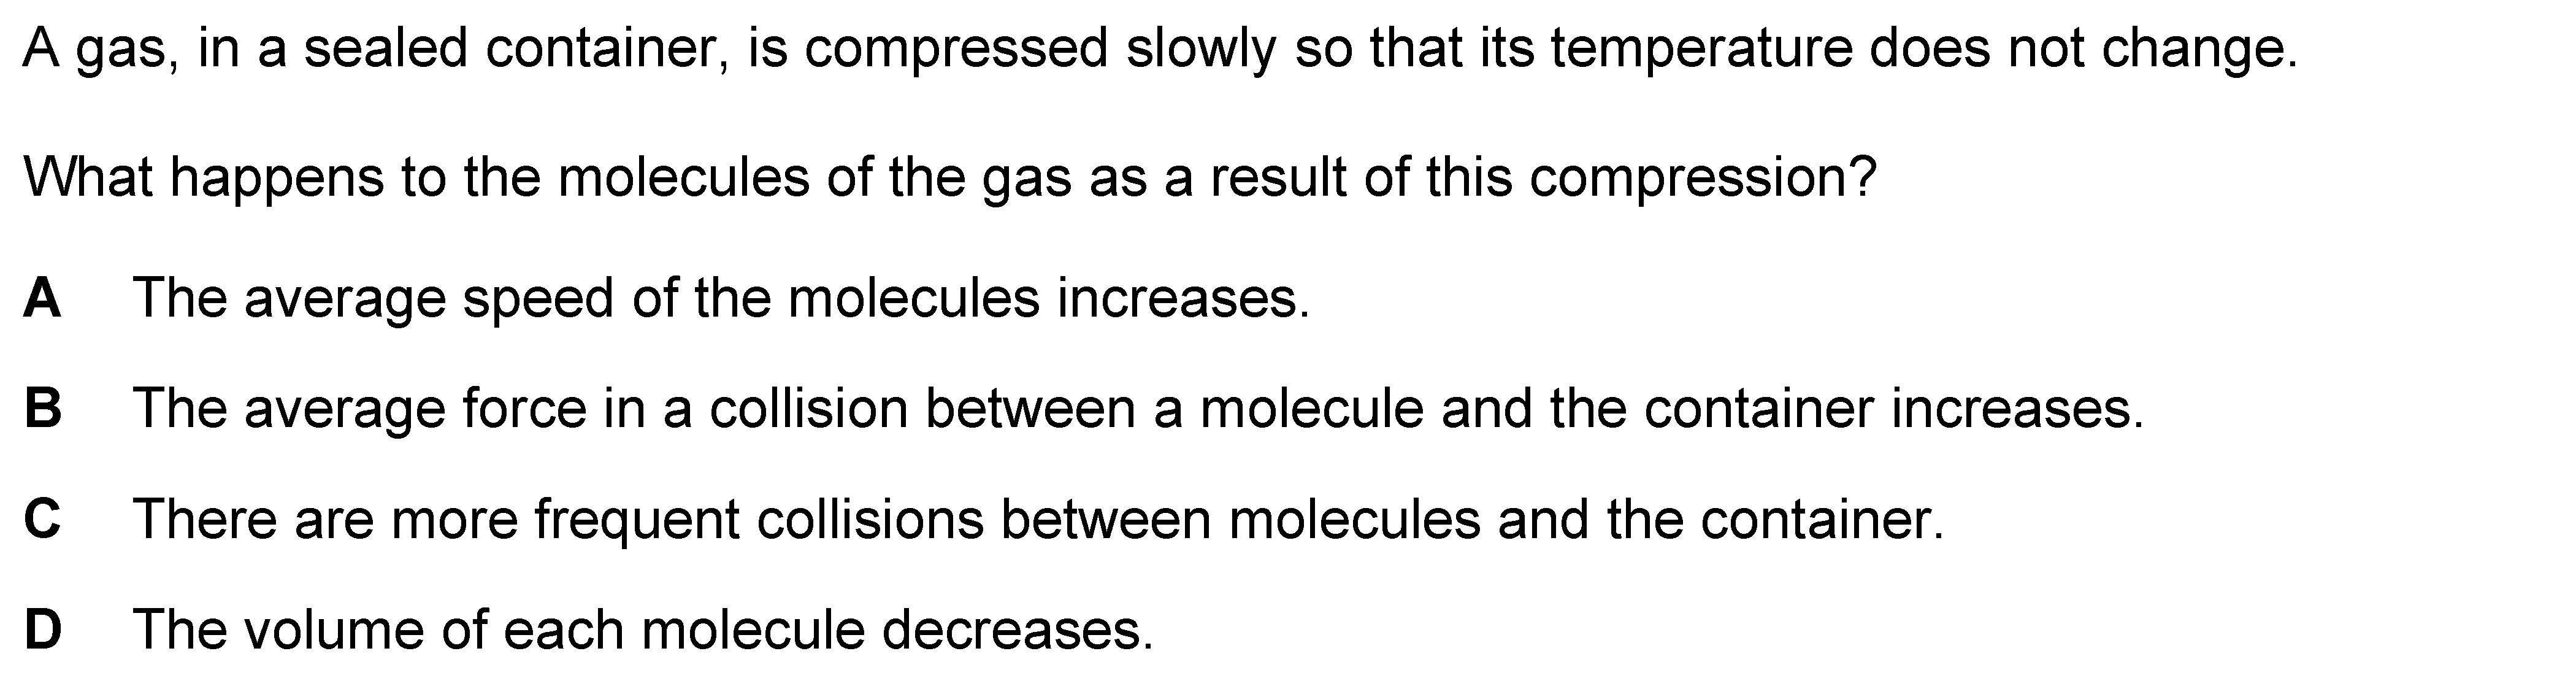 A gas, in a sealed container, is compressed slowly so that its temperature does not change.
What happens to the molecules of the gas as a result of this compression?
A The average speed of the molecules increases.
B The average force in a collision between a molecule and the container increases.
C There are more frequent collisions between molecules and the container.
D The volume of each molecule decreases.